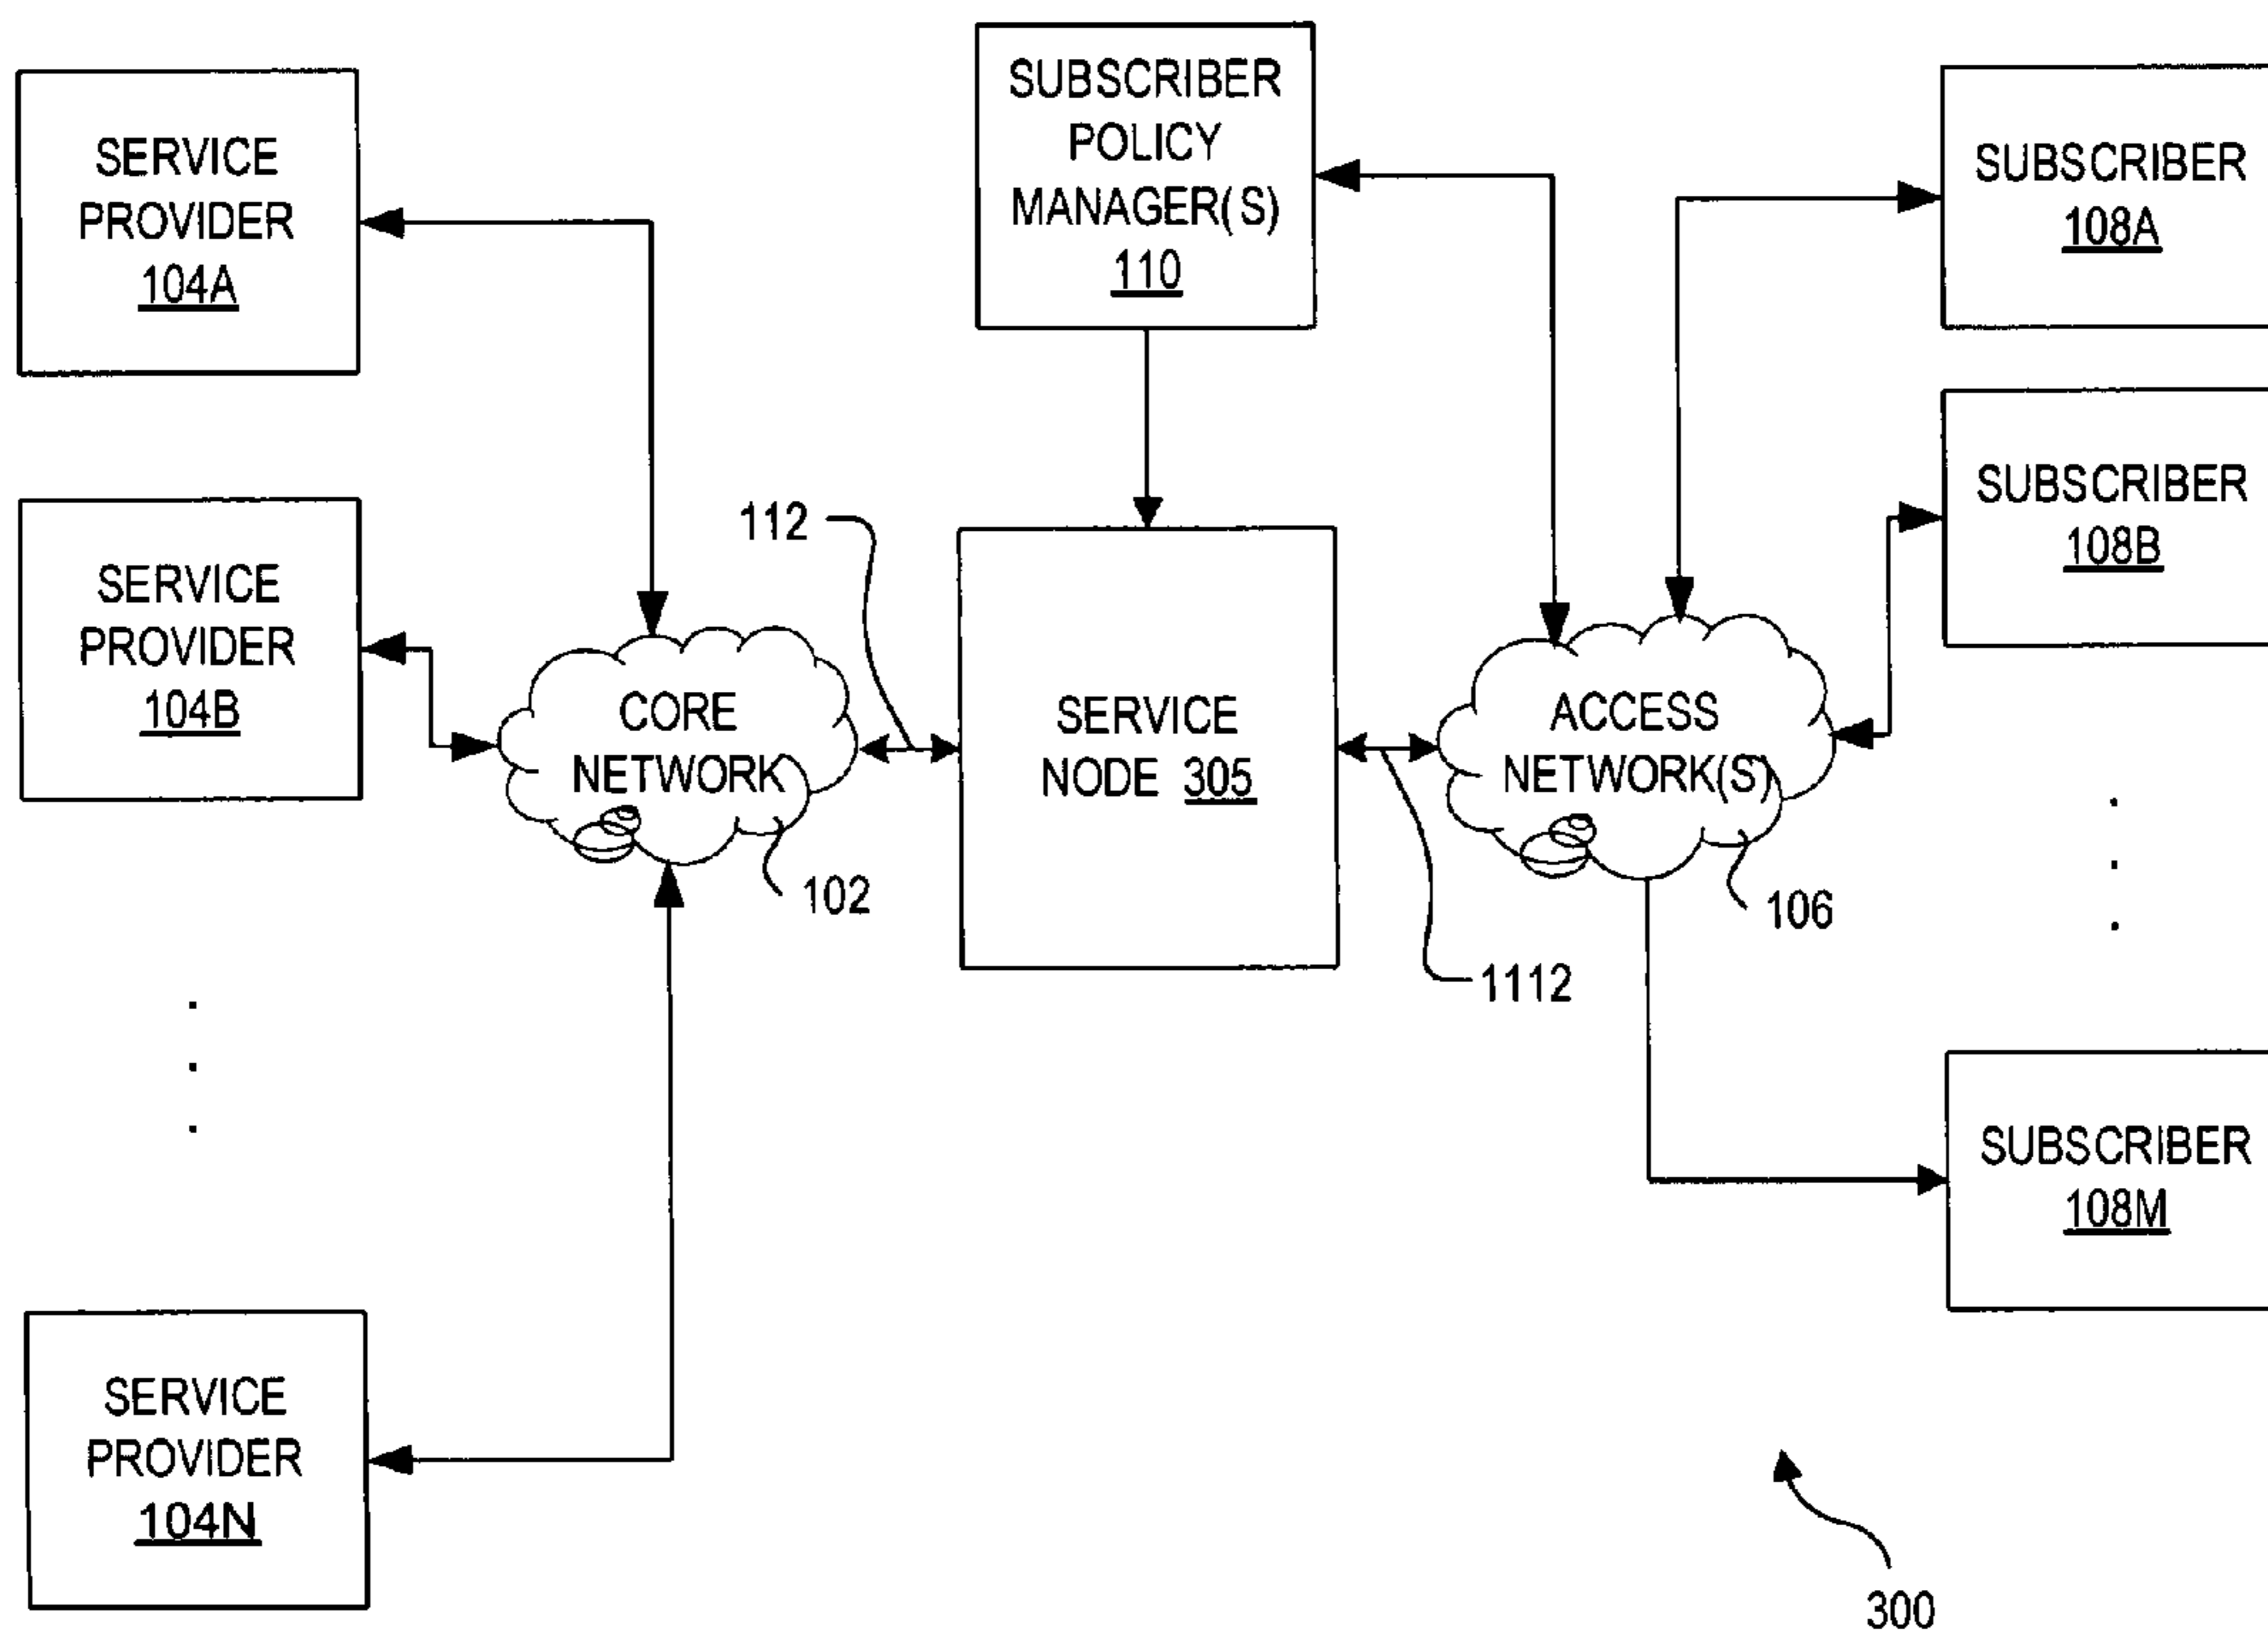 SERVICE
PROVIDER
104A
SUBSCRIBER
POLICY
MANAGER(S)
110
SUBSCRIBER
108A
SUBSCRIBER
108B
112
SERVICE
PROVIDER
104B
CORE
NETWORK
102
SERVICE
NODE 305
ACCESS
NETWORK(S)
106
1112
SUBSCRIBER
108M
SERVICE
PROVIDER
104N
300